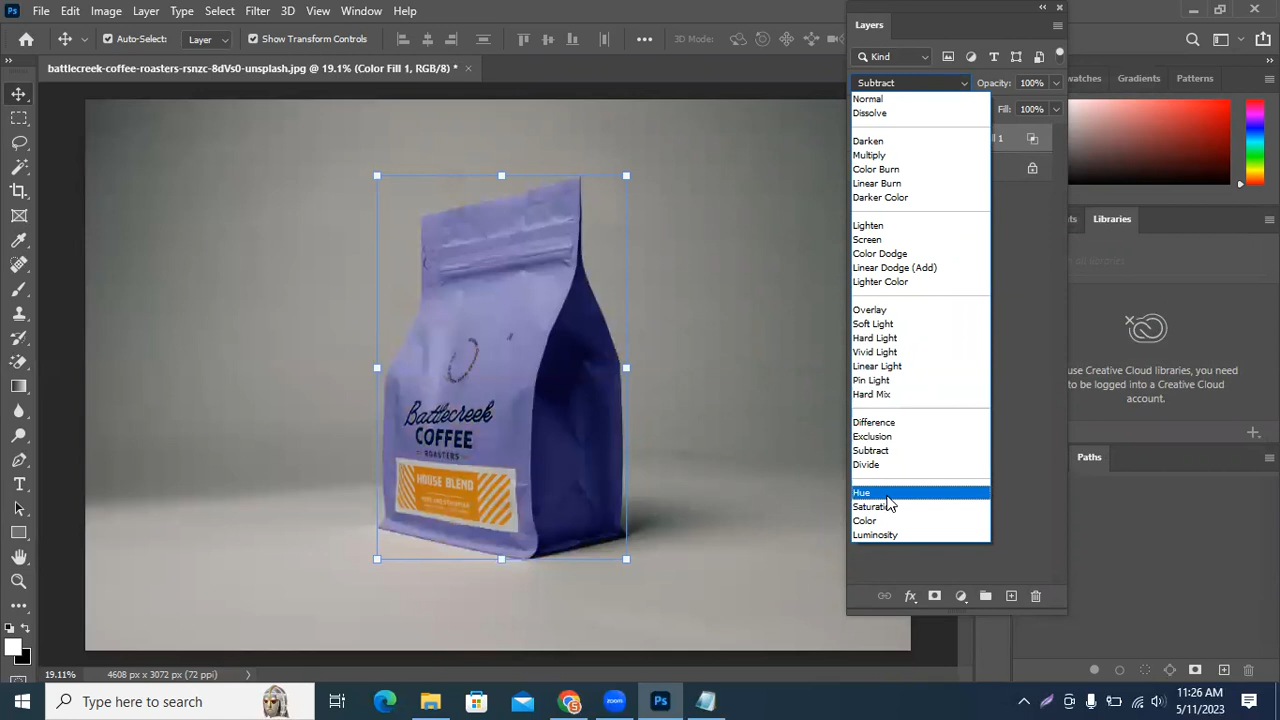 Ps File Edit Image Layer Type Select Filter 3D View Window Help
Auto-Select: Layer Show Transform Controls 3D Mode:
battlecreek-coffee-roasters-rsnzc-8dVs0-unsplash.jpg @ 19.1% (Color Fill 1, RGB/8) *
Layers
Kind
Subtract Opacity: 100%
Fill: 100%
Normal
Dissolve
Darken
Multiply
Color Burn
Linear Burn
Darker Color
Lighten
Screen
Color Dodge
Linear Dodge (Add)
Lighter Color
Overlay
Soft Light
Hard Light
Vivid Light
Linear Light
Pin Light
Hard Mix
Difference
Exclusion
Subtract
Divide
Hue
Color
Luminosity
Gradients Patterns
Libraries
use Creative Cloud libraries, you
need to be logged into a Creative Cloud
account.
Paths
Battlecreek
COFFEE
ROASTERS
HOUSE BLEND
19.11% 4608 px x 3072 px (72 ppi)
Type here to search
zoom
Ps
1:26 AM
5/11/2023